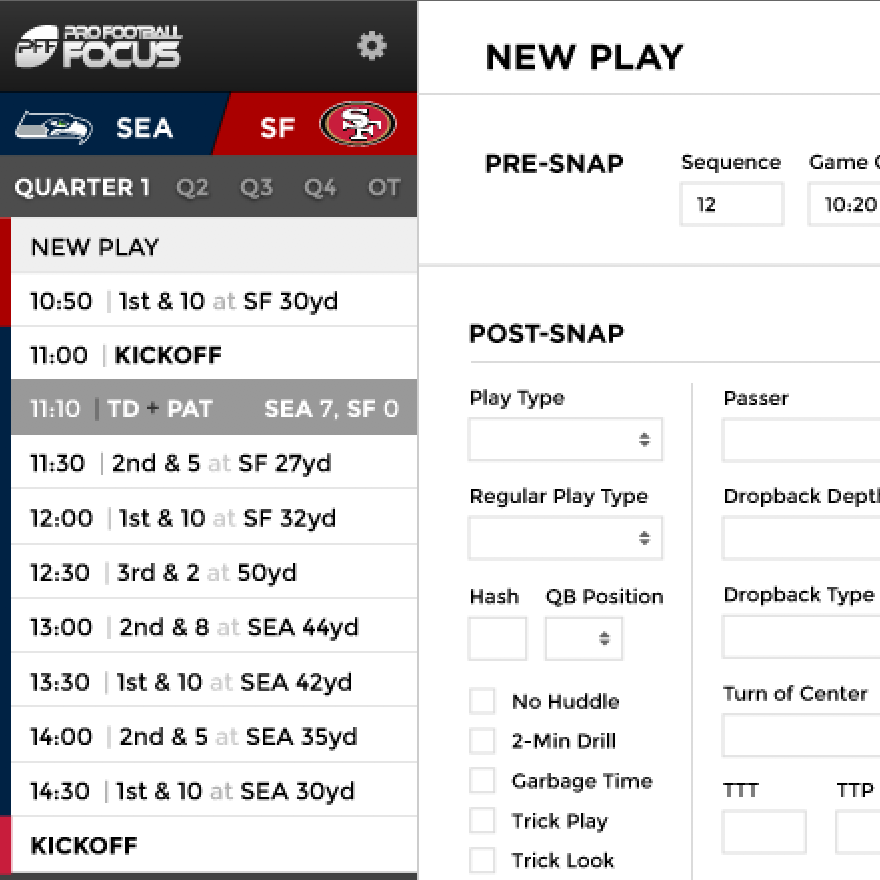 PFF PRO FOOTBALL
FOCUS
SEA SF SF
QUARTER 1 Q2 Q3 Q4 OT
NEW PLAY
10:50 | 1st & 10 at SF 30yd
11:00 | KICKOFF
11:10 | TD + PAT SEA 7, SF 0
11:30 | 2nd & 5 at SF 27yd
12:00 | 1st & 10 at SF 32yd
12:30 | 3rd & 2 at 50yd
13:00 | 2nd & 8 at SEA 44yd
13:30 | 1st & 10 at SEA 42yd
14:00 | 2nd & 5 at SEA 35yd
14:30 | 1st & 10 at SEA 30yd
KICKOFF
NEW PLAY
PRE-SNAP
Sequence Game
12 10:20
POST-SNAP
Play Type
Regular Play Type
Hash QB Position
No Huddle
2-Min Drill
Garbage Time
Trick Play
Trick Look
Passer
Dropback Dept
Dropback Type
Turn of Center
TTT TTP